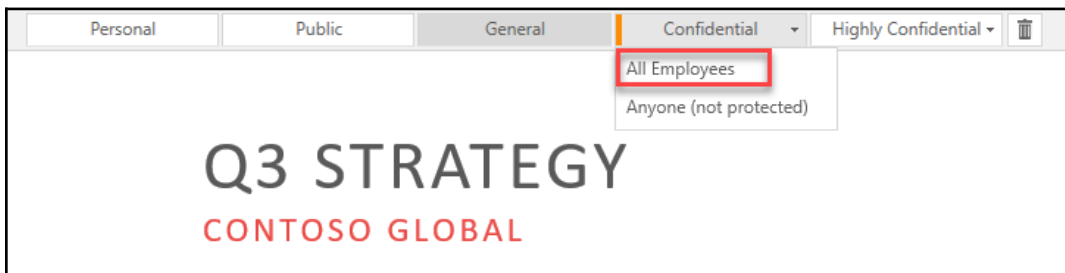 Personal Public General Confidential Highly Confidential
All Employees
Anyone (not protected)
Q3 STRATEGY
CONTOSO GLOBAL